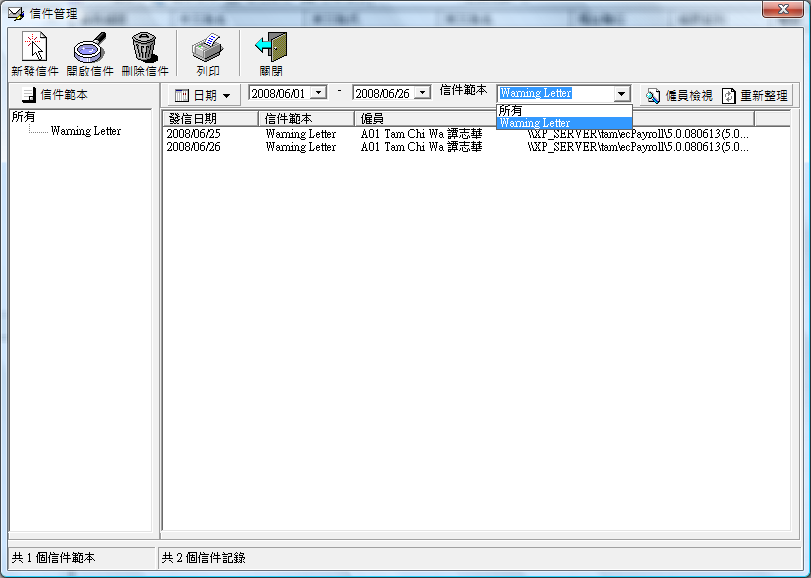 信件管理
新發信件 開啟信件 刪除信件 列印 關閉
信件範本 日期 2008/06/01 - 2008/06/26 信件範本 Warning Letter 僱員檢視 重新整理
所有
Warning Letter
所有
Warning Letter
發信日期 信件範本 僱員
2008/06/25 Warning Letter A01 Tam Chi Wa 譚志華 \\XP_SERVER\tam\ecPayroll\5.0.080613(5.0...
2008/06/26 Warning Letter A01 Tam Chi Wa 譚志華 \\XP_SERVER\tam\ecPayroll\5.0.080613(5.0...
共 1 個信件範本 共 2 個信件記錄